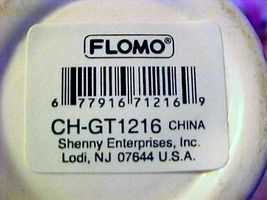 FLOMO®
6 77916 71216 9
CH-GT1216 CHINA
Shenny Enterprises, Inc.
Lodi, NJ 07644 U.S.A.